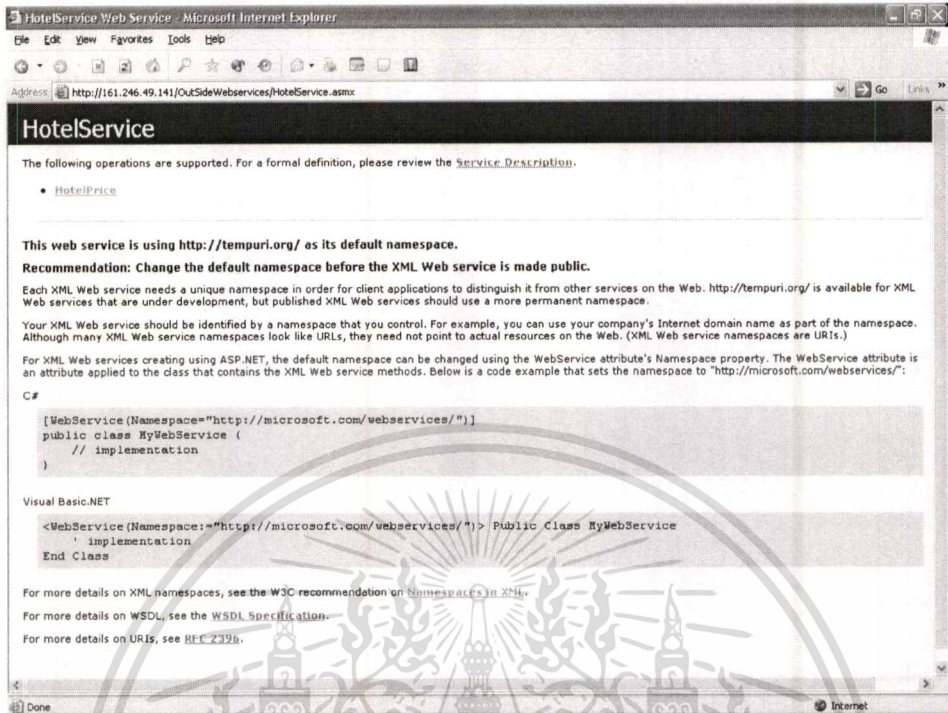 HotelService Web Service - Microsoft Internet Explorer
File Edit View Favorites Tools Help
Address http://161.246.49.141/OutSideWebservices/HotelService.asmx Go Links »
HotelService
The following operations are supported. For a formal definition, please review the Service Description.
• HotelPrice
This web service is using http://tempuri.org/ as its default namespace.
Recommendation: Change the default namespace before the XML Web service is made public.
Each XML Web service needs a unique namespace in order for client applications to distinguish it from other services on the Web. http://tempuri.org/ is available for XML
Web services that are under development, but published XML Web services should use a more permanent namespace.
Your XML Web service should be identified by a namespace that you control. For example, you can use your company's Internet domain name as part of the namespace.
Although many XML Web service namespaces look like URLs, they need not point to actual resources on the Web. (XML Web service namespaces are URIs.)
For XML Web services creating using ASP.NET, the default namespace can be changed using the WebService attribute's Namespace property. The WebService attribute is
an attribute applied to the class that contains the XML Web service methods. Below is a code example that sets the namespace to "http://microsoft.com/webservices/":
C#
[WebService(Namespace="http://microsoft.com/webservices/")]
public class MyWebService {
// implementation
}
Visual Basic.NET
<WebService(Namespace:="http://microsoft.com/webservices/")> Public Class MyWebService
' implementation
End Class
For more details on XML namespaces, see the W3C recommendation on Namespaces in XML.
For more details on WSDL, see the WSDL Specification.
For more details on URIs, see RFC 2396.
Done Internet